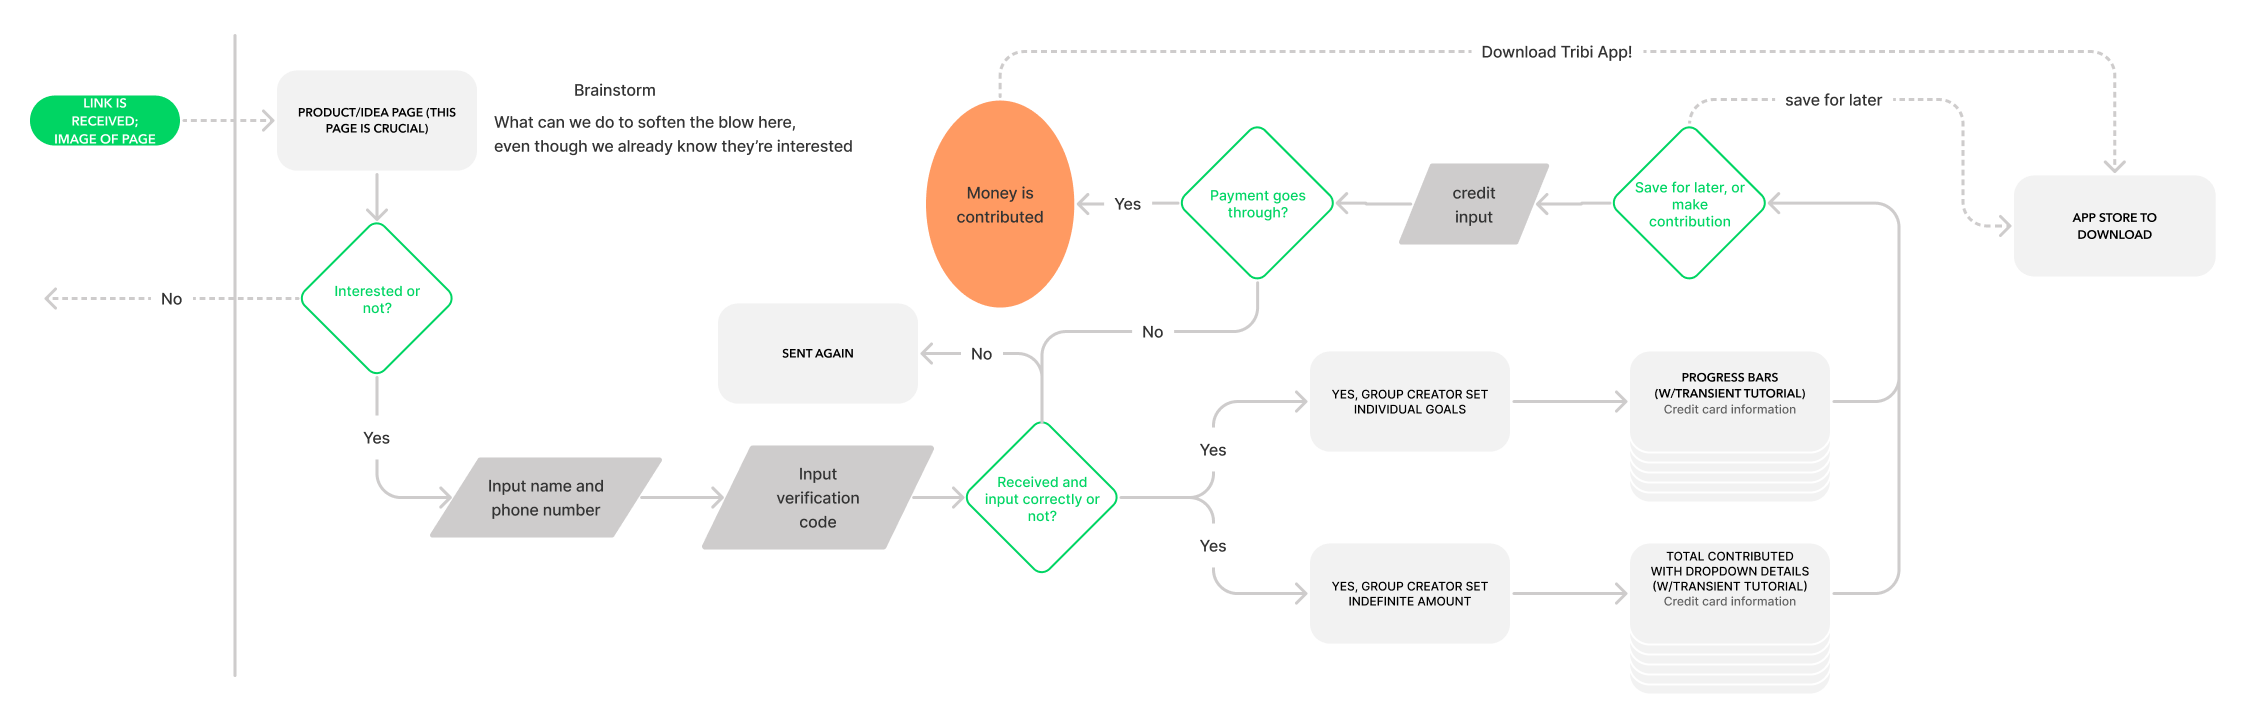 LINK IS
RECEIVED;
IMAGE OF PAGE
PRODUCT/IDEA PAGE (THIS
PAGE IS CRUCIAL)
Brainstorm
What can we do to soften the blow here,
even though we already know they're interested
Interested or
not?
No
Yes
Input name and
phone number
Input
verification
code
Received and
input correctly or
not?
No
SENT AGAIN
Yes
YES, GROUP CREATOR SET
INDIVIDUAL GOALS
PROGRESS BARS
(W/TRANSIENT TUTORIAL)
Credit card information
Yes
YES, GROUP CREATOR SET
INDEFINITE AMOUNT
TOTAL CONTRIBUTED
WITH DROPDOWN DETAILS
(W/TRANSIENT TUTORIAL)
Credit card information
Save for later, or
make
contribution
save for later
credit
input
Payment goes
through?
No
Yes
Money is
contributed
Download Tribi App!
APP STORE TO
DOWNLOAD